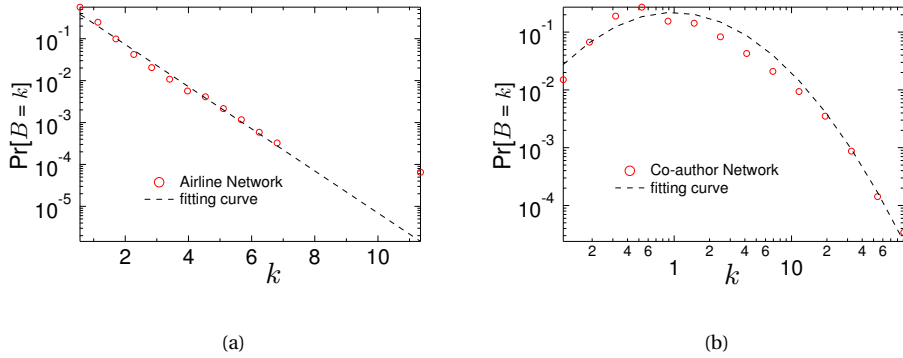 10^-1
10^-2
10^-3
10^-4
10^-5
Pr[B = k]
Airline Network
fitting curve
2 4 6 8 10
k
(a)
10^-1
10^-2
10^-4
Pr[B = k]
Co-author Network
fitting curve
2 4 6 8 1 2 4 6 8 10 2 4 6
k
(b)